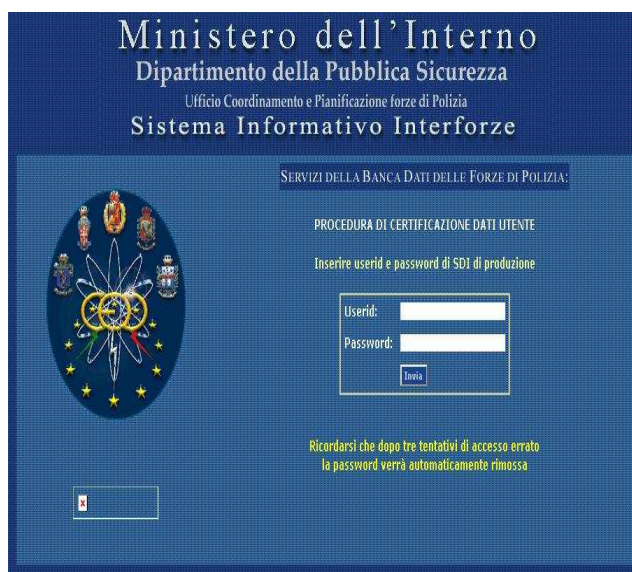 Ministero dell'Interno
Dipartimento della Pubblica Sicurezza
Ufficio Coordinamento e Pianificazione forze di Polizia
Sistema Informativo Interforze
SERVIZI DELLA BANCA DATI DELLE FORZE DI POLIZIA:
PROCEDURA DI CERTIFICAZIONE DATI UTENTE
Inserire userid e password di SDI di produzione
Userid:
Password:
Invia
Ricordarsi che dopo tre tentativi di accesso errato
la password verrà automaticamente rimossa